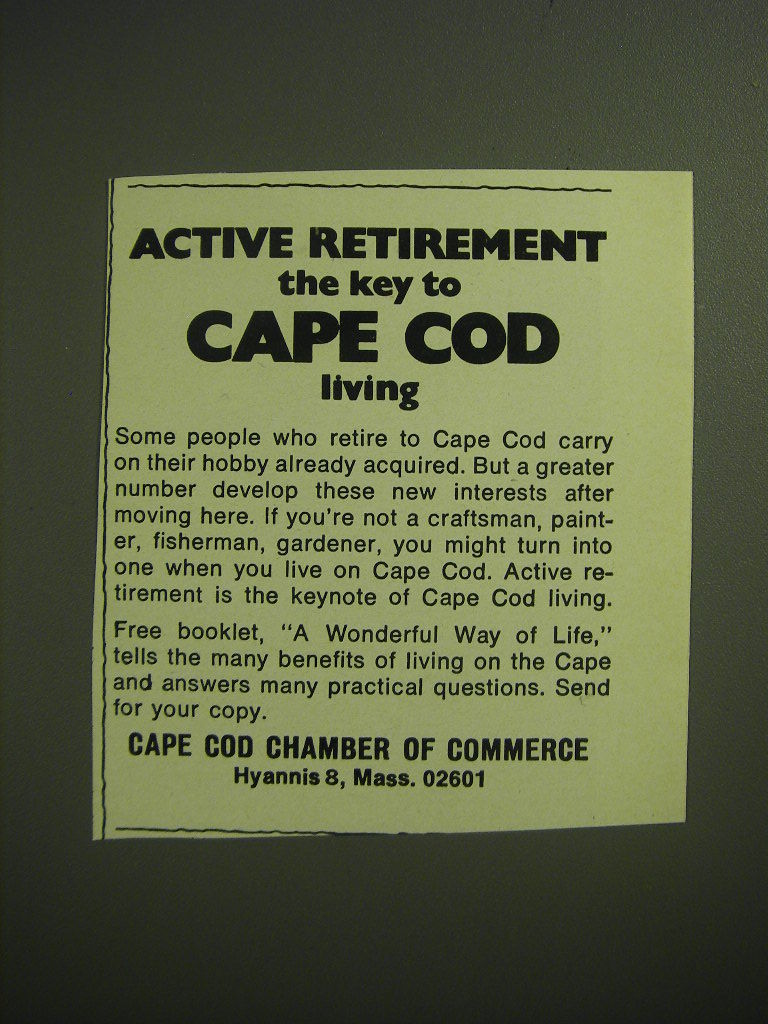 ACTIVE RETIREMENT
the key to
CAPE COD
living
Some people who retire to Cape Cod carry
on their hobby already acquired. But a greater
number develop these new interests after
moving here. If you're not a craftsman, paint-
er, fisherman, gardener, you might turn into
one when you live on Cape Cod. Active re-
tirement is the keynote of Cape Cod living.
Free booklet, "A Wonderful Way of Life,"
tells the many benefits of living on the Cape
and answers many practical questions. Send
for your copy.
CAPE COD CHAMBER OF COMMERCE
Hyannis 8, Mass. 02601